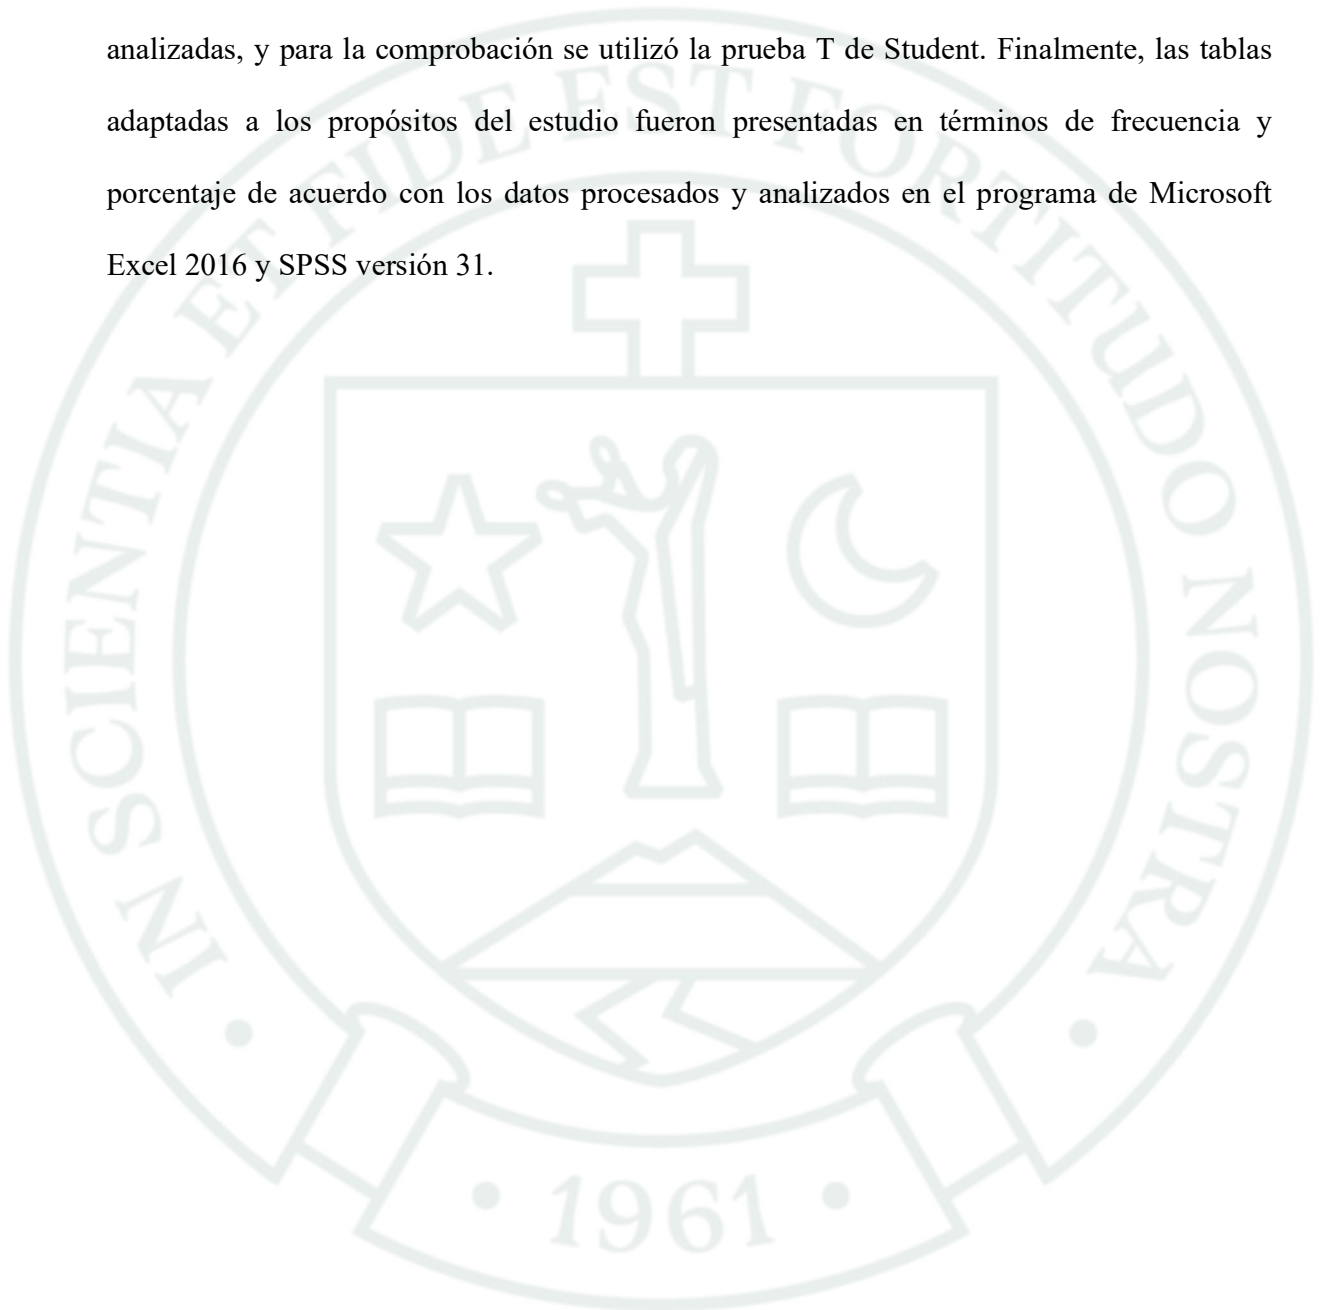 analizadas, y para la comprobación se utilizó la prueba T de Student. Finalmente, las tablas
adaptadas a los propósitos del estudio fueron presentadas en términos de frecuencia y
porcentaje de acuerdo con los datos procesados y analizados en el programa de Microsoft
Excel 2016 y SPSS versión 31.
IN SCIENTIA ET FIDE EST FORTITUDO NOSTRA
• 1961 •